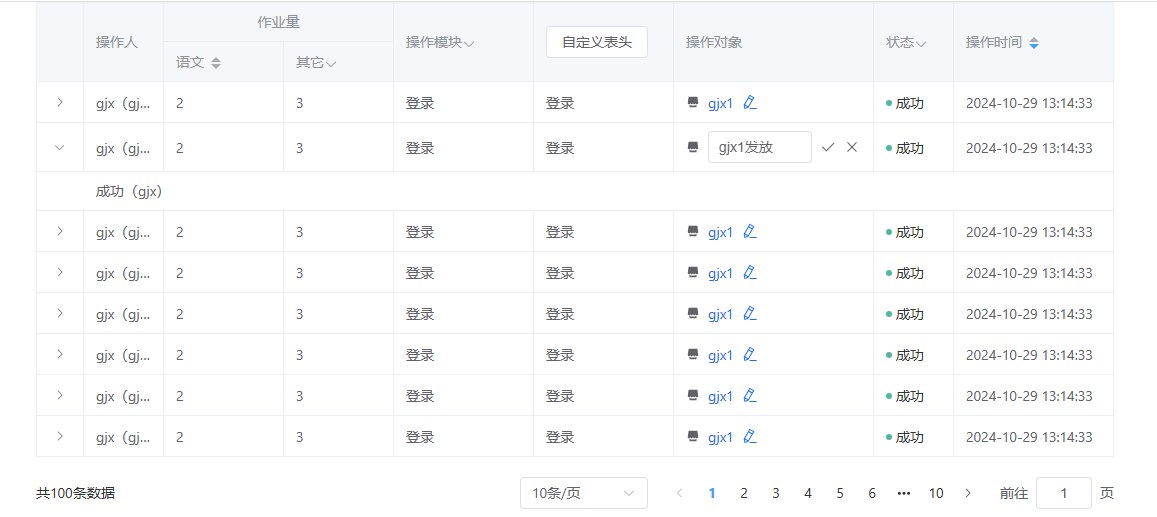 作业量
操作人 操作模块 自定义表头 操作对象 状态 操作时间
语文 其它
gjx（gj... 2 3 登录 登录 gjx1 成功 2024-10-29 13:14:33
gjx（gj... 2 3 登录 登录 gjx1发放 成功 2024-10-29 13:14:33
成功（gjx）
gjx（gj... 2 3 登录 登录 gjx1 成功 2024-10-29 13:14:33
gjx（gj... 2 3 登录 登录 gjx1 成功 2024-10-29 13:14:33
gjx（gj... 2 3 登录 登录 gjx1 成功 2024-10-29 13:14:33
gjx（gj... 2 3 登录 登录 gjx1 成功 2024-10-29 13:14:33
gjx（gj... 2 3 登录 登录 gjx1 成功 2024-10-29 13:14:33
gjx（gj... 2 3 登录 登录 gjx1 成功 2024-10-29 13:14:33
共100条数据 10条/页 1 2 3 4 5 6 ••• 10 前往 1 页